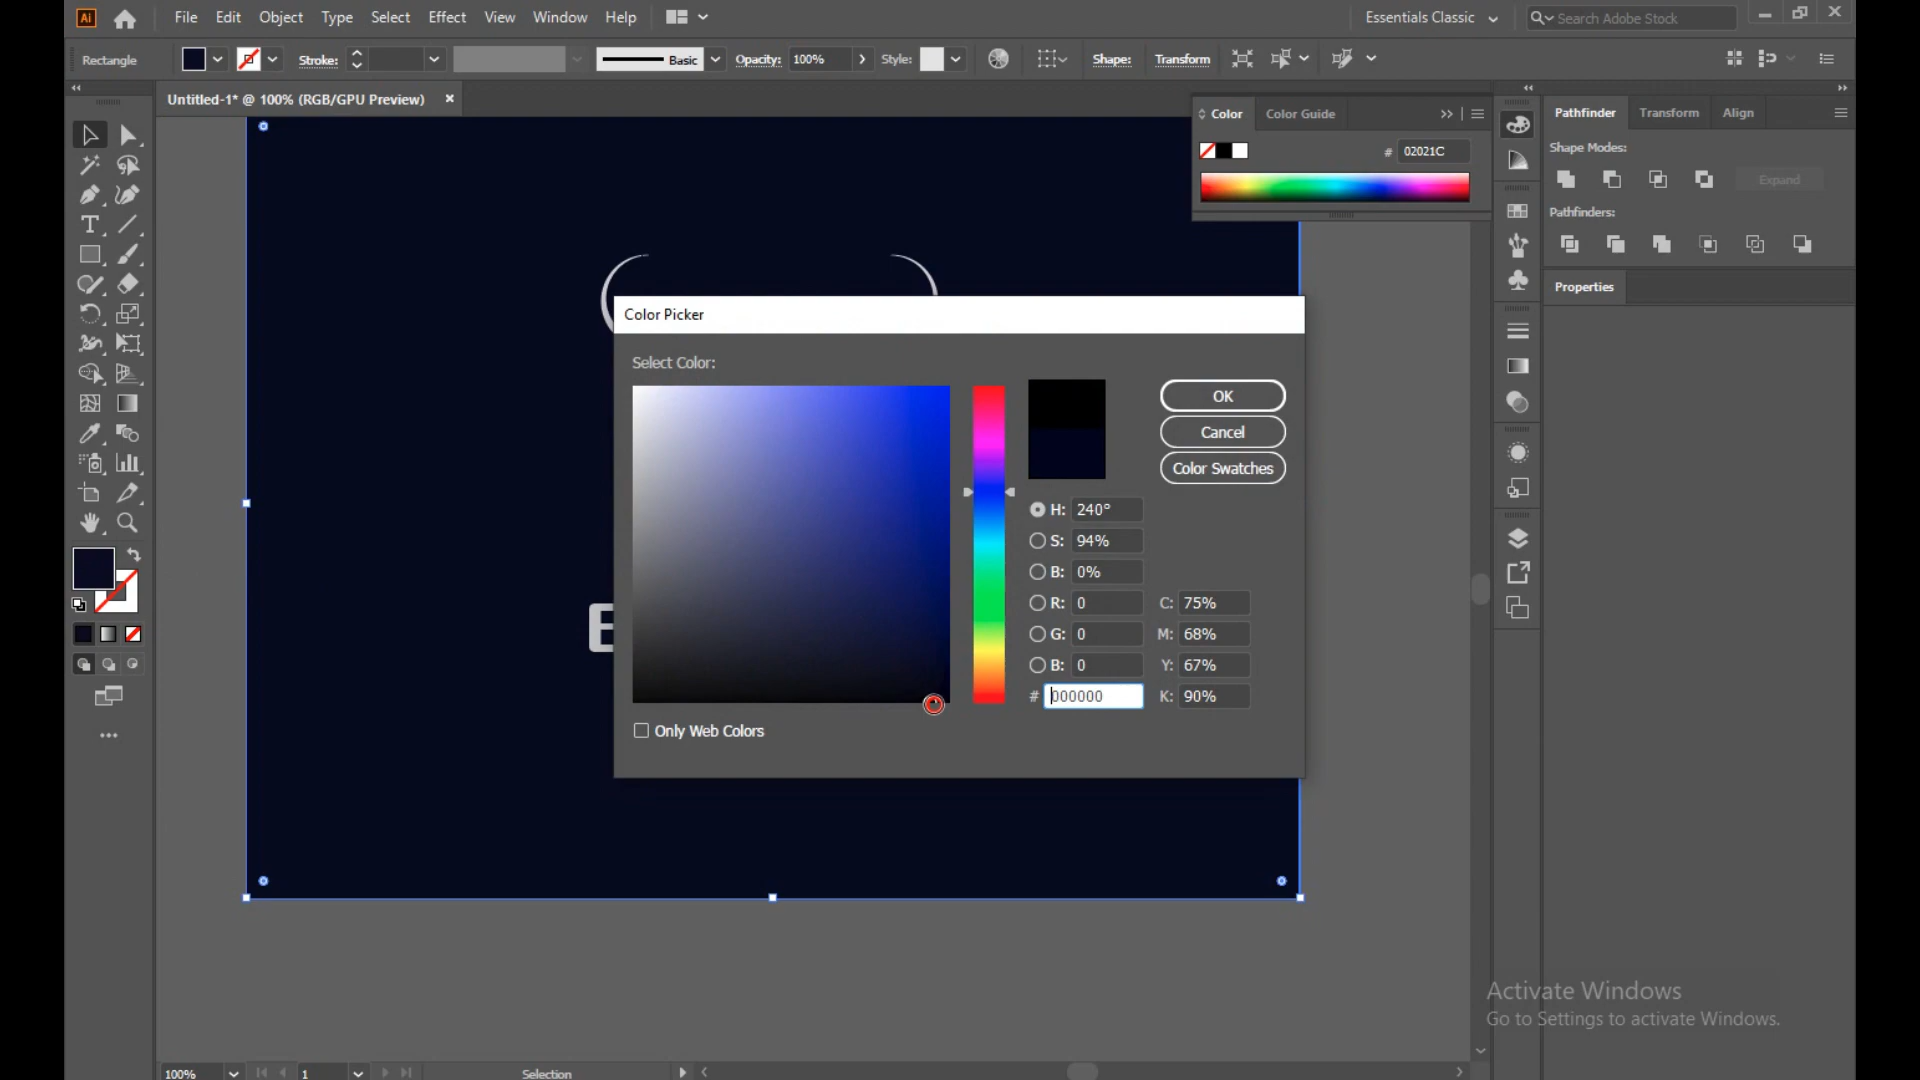 Ai File Edit Object Type Select Effect View Window Help Essentials Classic Search Adobe Stock
Rectangle Stroke: Basic Opacity: 100% Style: Shape: Transform
Untitled-1* @ 100% (RGB/GPU Preview)
Color Color Guide
# 02021C
Pathfinder Transform Align
Shape Modes:
Expand
Pathfinders:
Properties
Color Picker
Select Color:
OK
Cancel
Color Swatches
H: 240°
S: 94%
B: 0%
R: 0 C: 75%
G: 0 M: 68%
B: 0 Y: 67%
# 000000 K: 90%
Only Web Colors
E
Activate Windows
Go to Settings to activate Windows.
100% 1 Selection